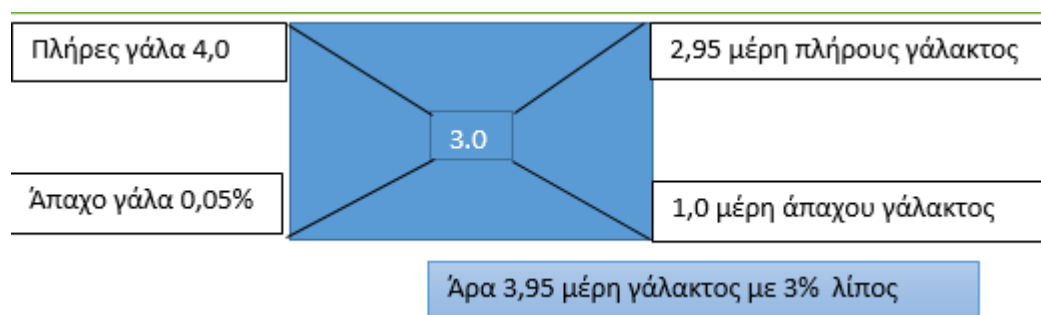 Πλήρες γάλα 4,0
2,95 μέρη πλήρους γάλακτος
3.0
Άπαχο γάλα 0,05%
1,0 μέρη άπαχου γάλακτος
Άρα 3,95 μέρη γάλακτος με 3% λίπος